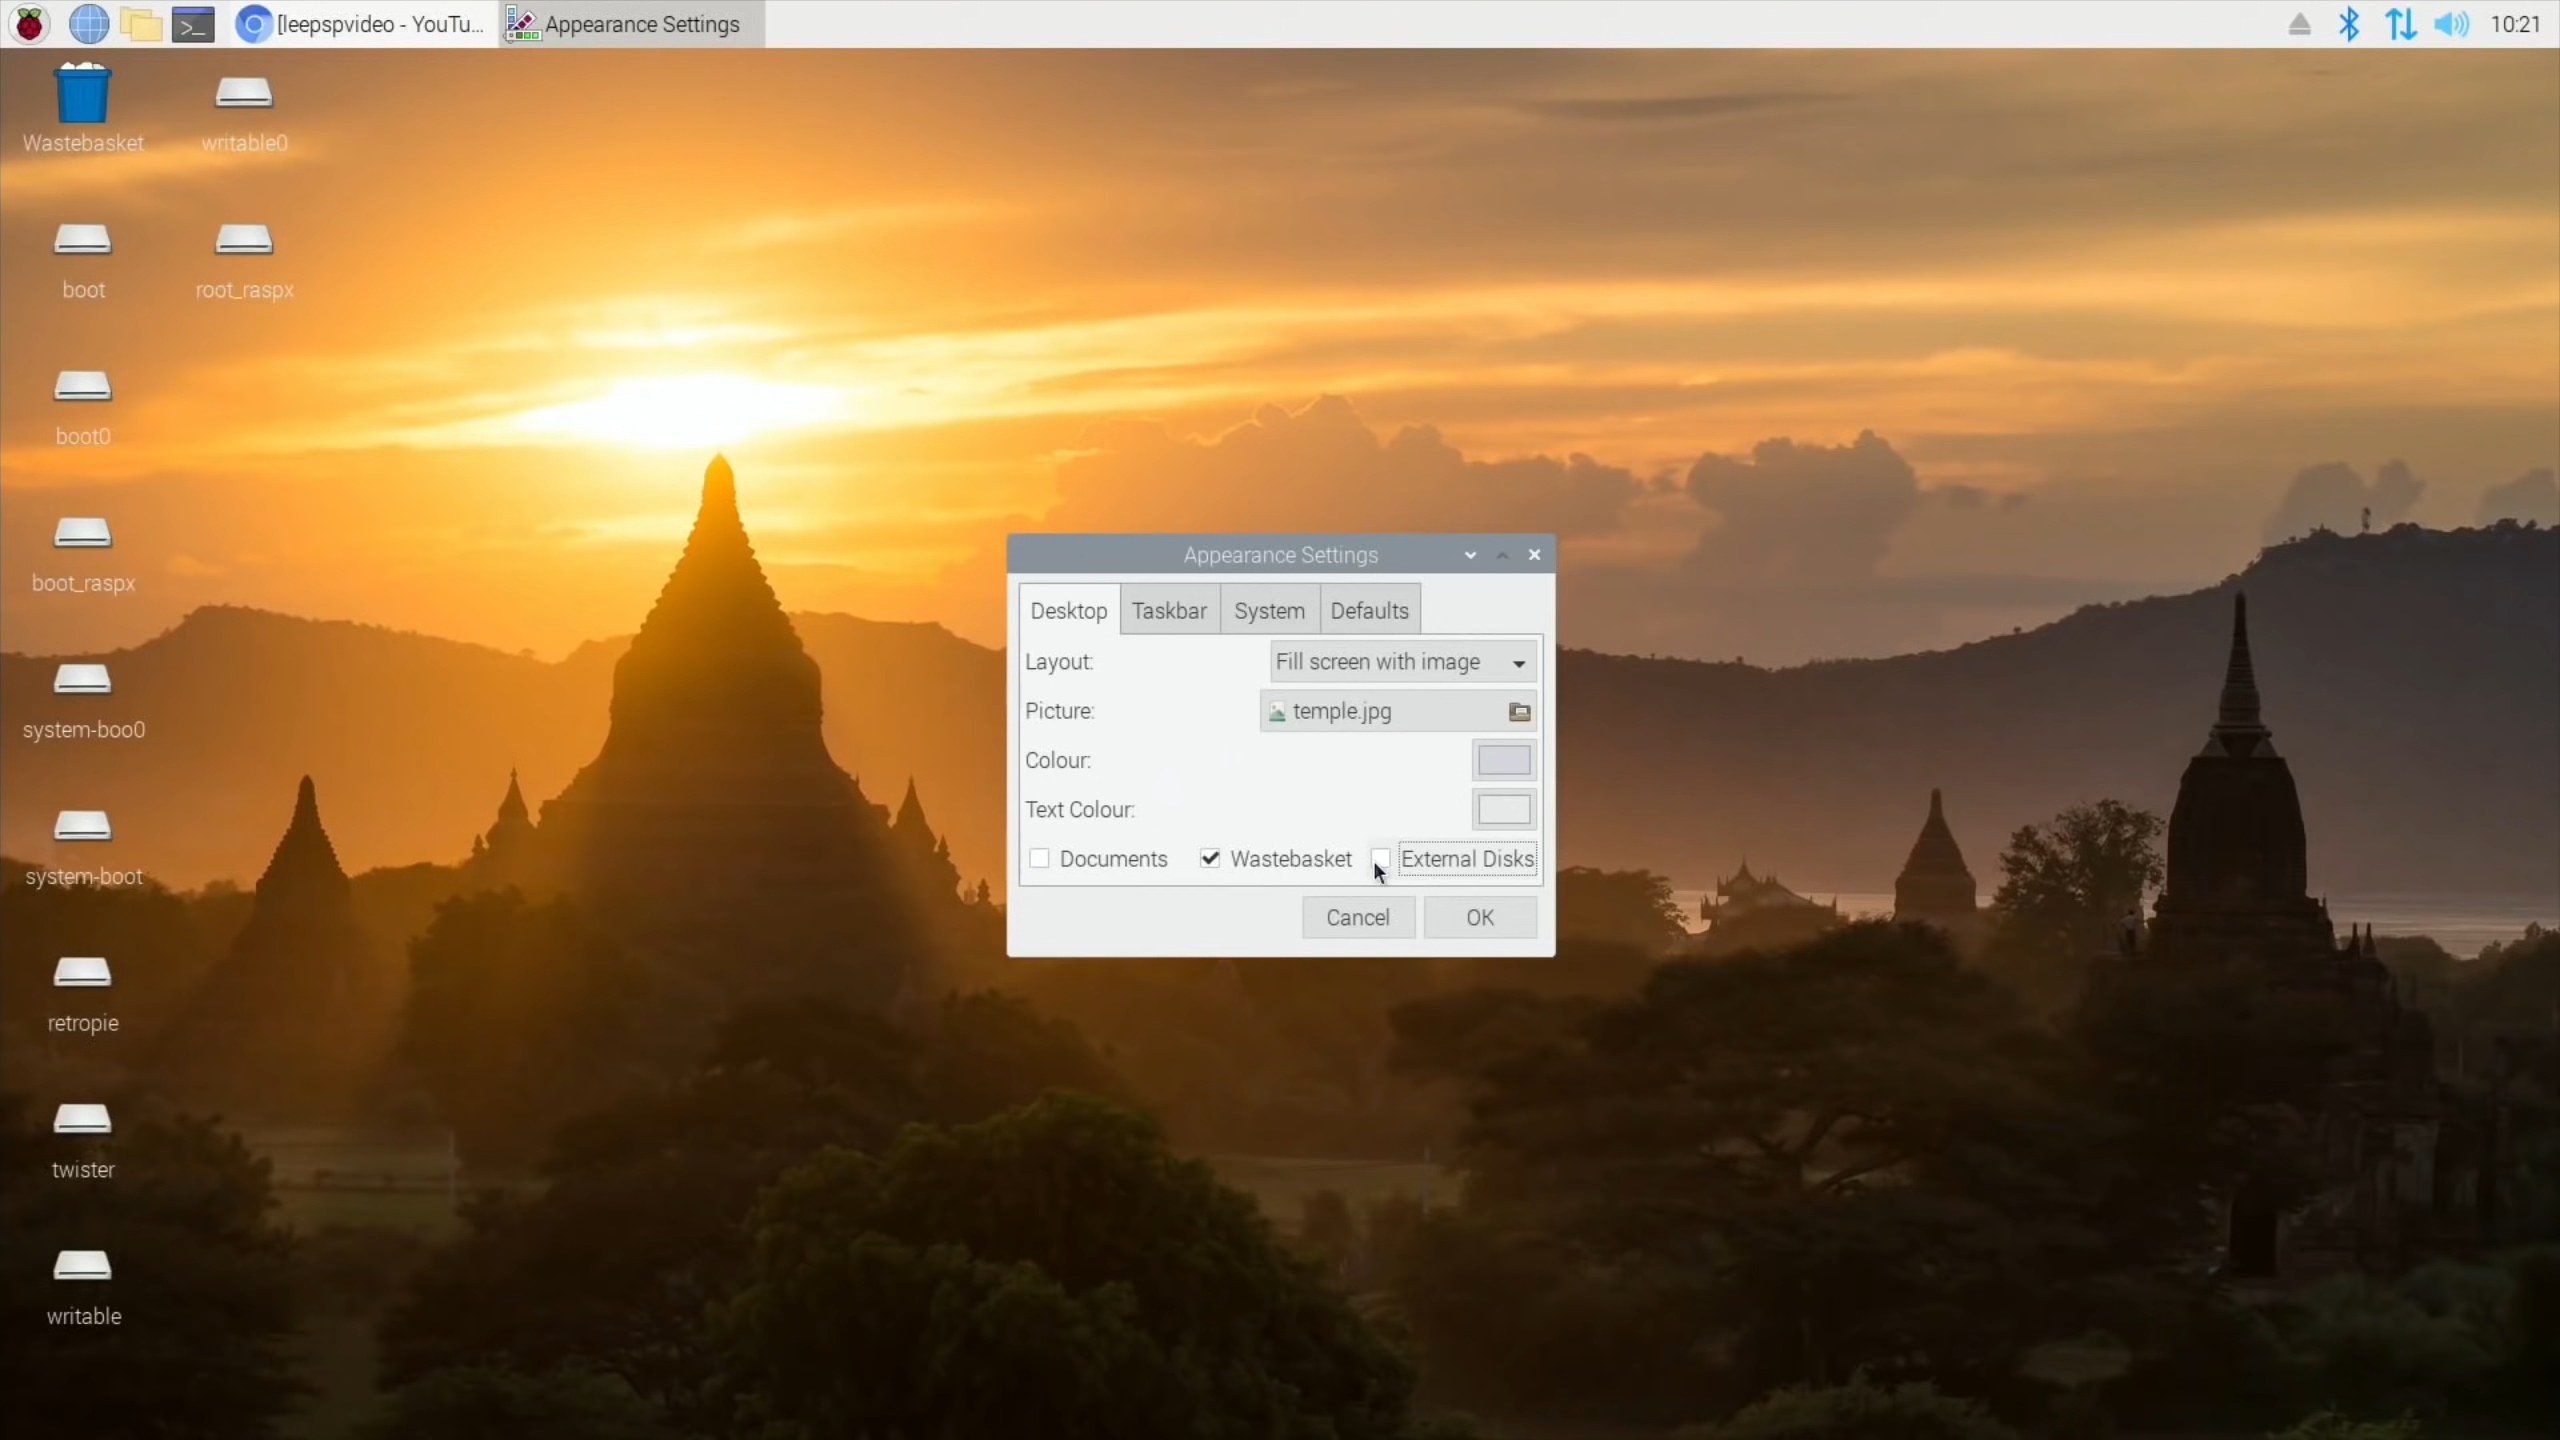 [leepspvideo - YouTu...
Appearance Settings
10:21
Wastebasket
writable0
boot
root_raspx
boot0
boot_raspx
system-boo0
system-boot
retropie
twister
writable
Appearance Settings
Desktop
Taskbar
System
Defaults
Layout:
Fill screen with image
Picture:
temple.jpg
Colour:
Text Colour:
Documents
Wastebasket
External Disks
Cancel
OK